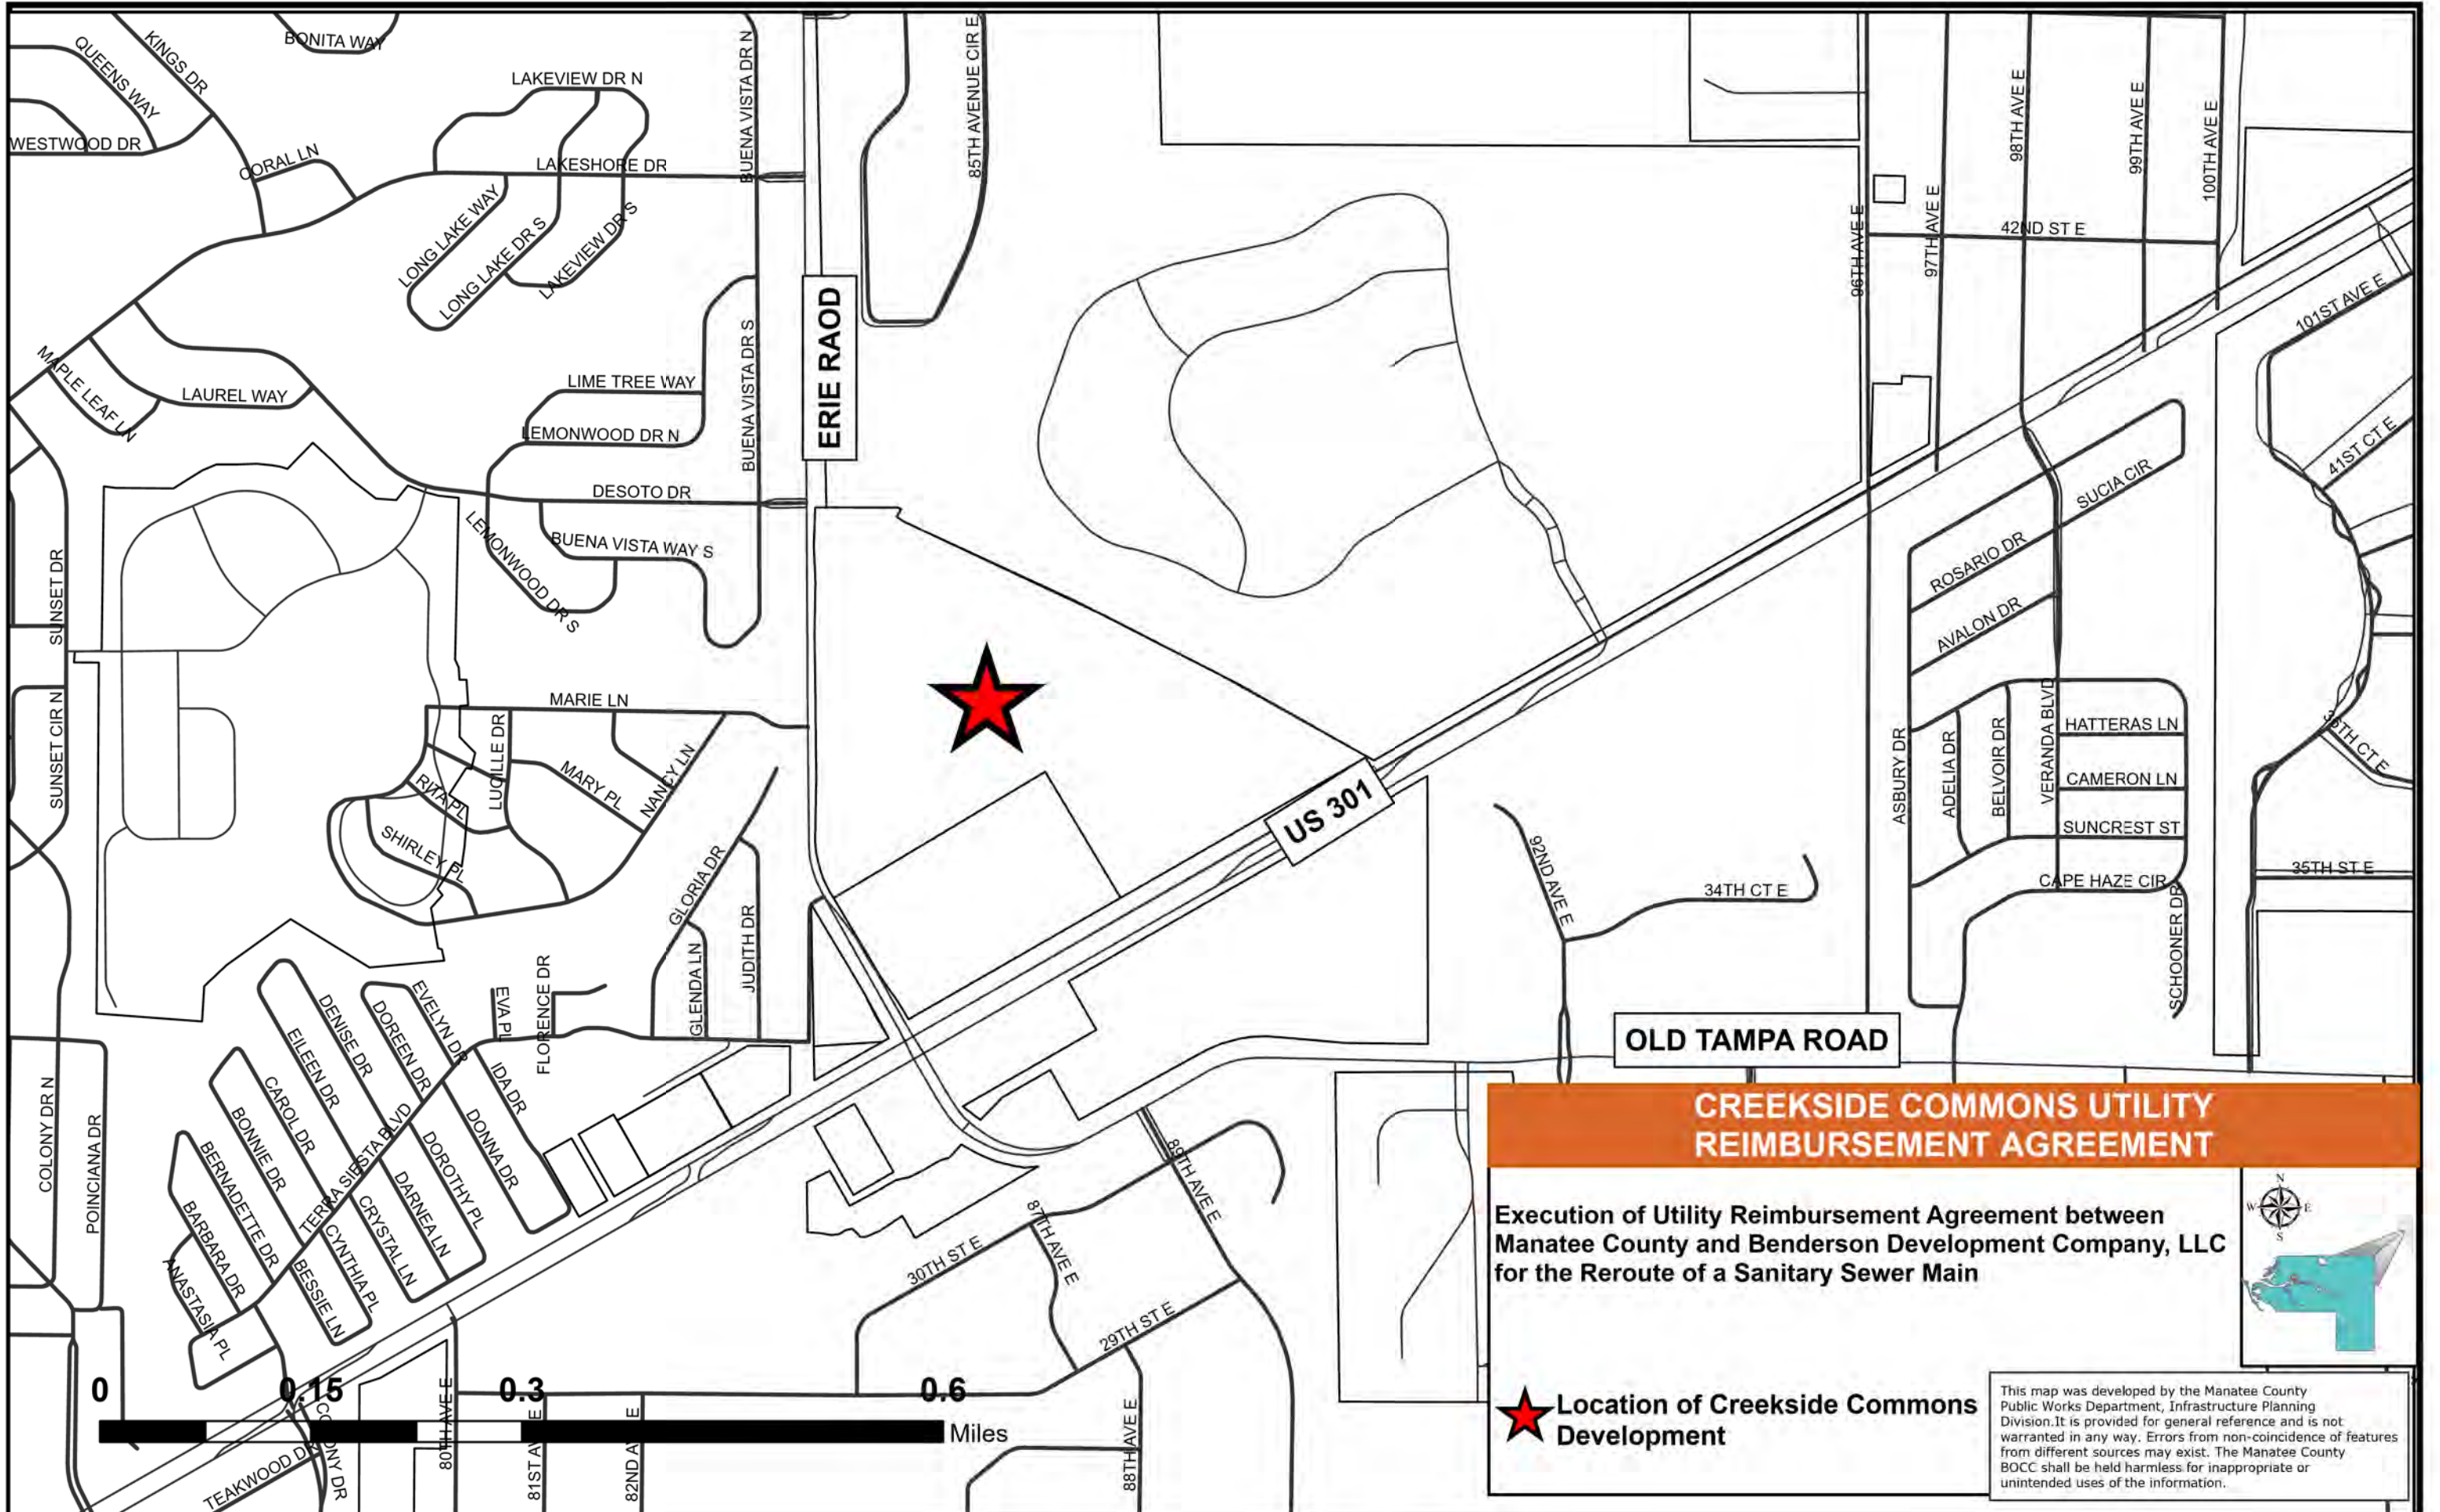 BONITA WAY
KINGS DR
QUEENS WAY
WESTWOOD DR
CORAL LN
LAKEVIEW DR N
LAKESHORE DR
LONG LAKE WAY
LONG LAKE DR S
LAKEVIEW DR S
BUENA VISTA DR N
85TH AVENUE CIR E
ERIE RAOD
BUENA VISTA DR S
MAPLE LEAF LN
LAUREL WAY
LIME TREE WAY
LEMONWOOD DR N
DESOTO DR
BUENA VISTA WAY S
LEMONWOOD DR S
96TH AVE E
97TH AVE E
98TH AVE E
99TH AVE E
100TH AVE E
42ND ST E
101ST AVE E
41ST CT E
SUCIA CIR
ROSARIO DR
AVALON DR
SUNSET DR
SUNSET CIR N
MARIE LN
LUCILLE DR
MARY PL
NANCY LN
RITA PL
SHIRLEY PL
GLORIA DR
JUDITH DR
GLENDA LN
US 301
ASBURY DR
ADELIA DR
BELVOIR DR
VERANDA BLVD
HATTERAS LN
CAMERON LN
SUNCREST ST
CAPE HAZE CIR
SCHOONER DR
36TH CT E
35TH ST E
92ND AVE E
34TH CT E
OLD TAMPA ROAD
EVA PL
FLORENCE DR
EVELYN DR
DOREEN DR
DENISE DR
EILEEN DR
CAROL DR
BONNIE DR
BERNADETTE DR
BARBARA DR
ANASTASIA PL
TERRA SIESTA BLVD
IDA DR
DONNA DR
DOROTHY PL
DARNEA LN
CRYSTAL LN
CYNTHIA PL
BESSIE LN
COLONY DR N
POINCIANA DR
89TH AVE E
87TH AVE E
30TH ST E
29TH ST E
88TH AVE E
80TH AVE E
81ST AVE E
82ND AVE E
COLONY DR
TEAKWOOD DR
0 0.15 0.3 0.6
Miles
CREEKSIDE COMMONS UTILITY
REIMBURSEMENT AGREEMENT
Execution of Utility Reimbursement Agreement between
Manatee County and Benderson Development Company, LLC
for the Reroute of a Sanitary Sewer Main
N
W E
S
Location of Creekside Commons
Development
This map was developed by the Manatee County
Public Works Department, Infrastructure Planning
Division.It is provided for general reference and is not
warranted in any way. Errors from non-coincidence of features
from different sources may exist. The Manatee County
BOCC shall be held harmless for inappropriate or
unintended uses of the information.